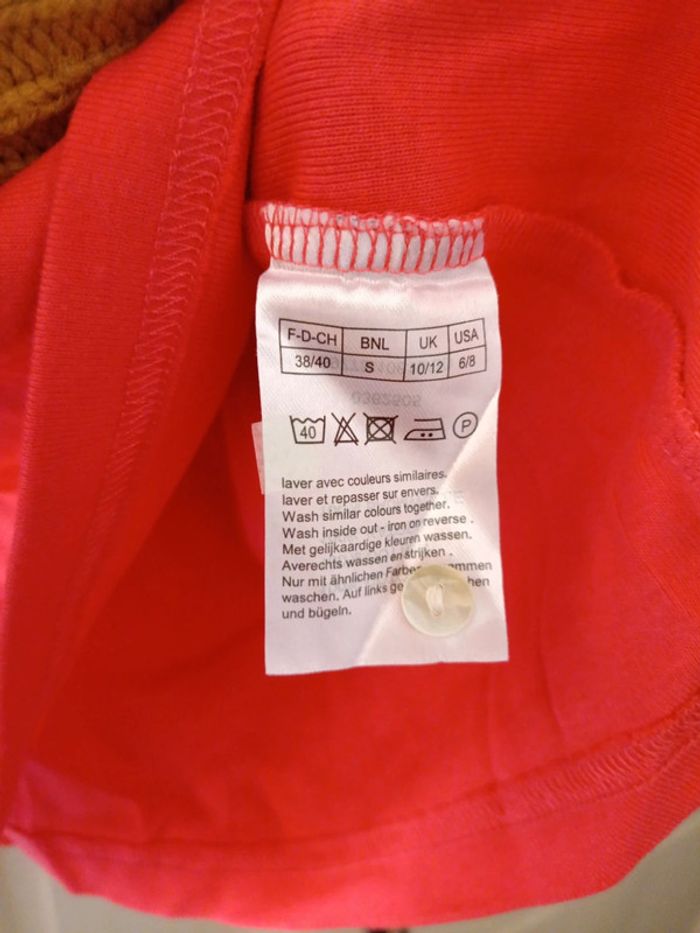 F-D-CH BNL UK USA
38/40 S 10/12 6/8
40 P
laver avec couleurs similaires.
laver et repasser sur envers.
Wash similar colours together.
Wash inside out - iron on reverse .
Met gelijkaardige kleuren wassen.
Averechts wassen en strijken .
Nur mit ähnlichen
waschen. Auf links
und bügeln.